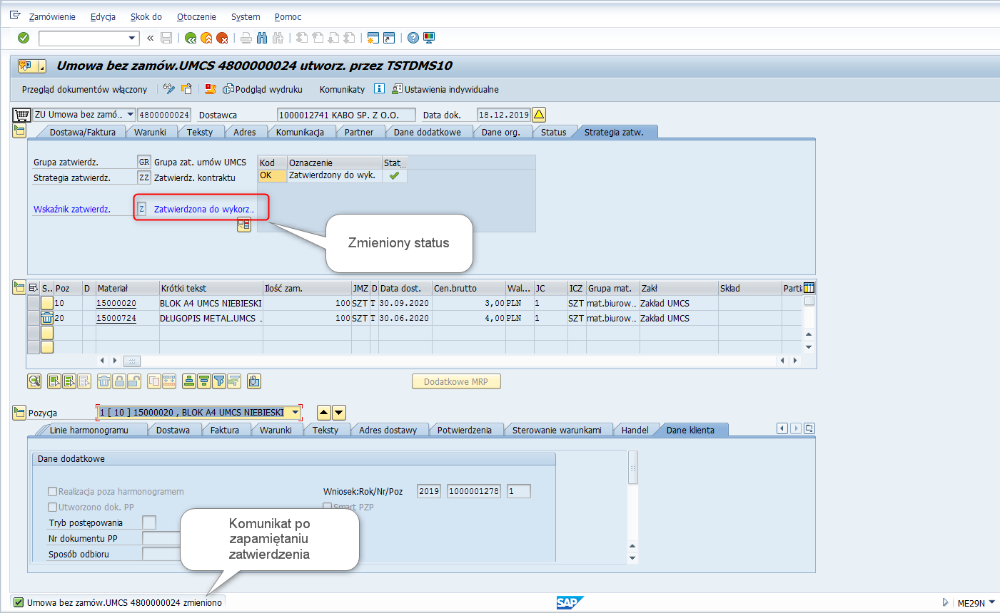 Zamówienie Edycja Skok do Otoczenie System Pomoc
Umowa bez zamów.UMCS 4800000024 utworz. przez TSTDMS10
Przegląd dokumentów włączony Podgląd wydruku Komunikaty Ustawienia indywidualne
ZU Umowa bez zamó... 4800000024 Dostawca 1000012741 KABO SP. Z O.O. Data dok. 18.12.2019
Dostawa/Faktura Warunki Teksty Adres Komunikacja Partner Dane dodatkowe Dane org. Status Strategia zatw.
Grupa zatwierdz. GR Grupa zat. umów UMCS Kod Oznaczenie Stat...
Strategia zatwierdz. ZZ Zatwierdz. kontraktu OK Zatwierdzony do wyk.
Wskaźnik zatwierdz. Z Zatwierdzona do wykorz...
Zmieniony status
S.. Poz D Materiał Krótki tekst Ilość zam. JMZ D Data dost. Cen.brutto Wal... JC ICZ Grupa mat. Zakł Skład Partia
10 15000020 BLOK A4 UMCS NIEBIESKI 100 SZT T 30.09.2020 3,00 PLN 1 SZT mat.biurow... Zakład UMCS
20 15000724 DŁUGOPIS METAL.UMCS .. 100 SZT T 30.06.2020 4,00 PLN 1 SZT mat.biurow... Zakład UMCS
Dodatkowe MRP
Pozycja 1 [ 10 ] 15000020 , BLOK A4 UMCS NIEBIESKI
Linie harmonogramu Dostawa Faktura Warunki Teksty Adres dostawy Potwierdzenia Sterowanie warunkami Handel Dane klienta
Dane dodatkowe
Realizacja poza harmonogramem Wniosek:Rok/Nr/Poz 2019 1000001278 1
Utworzono dok. PP Smart PZP
Tryb postępowania
Nr dokumentu PP
Sposób odbioru
Komunikat po
zapamiętaniu
zatwierdzenia
Umowa bez zamów.UMCS 4800000024 zmieniono SAP ME29N